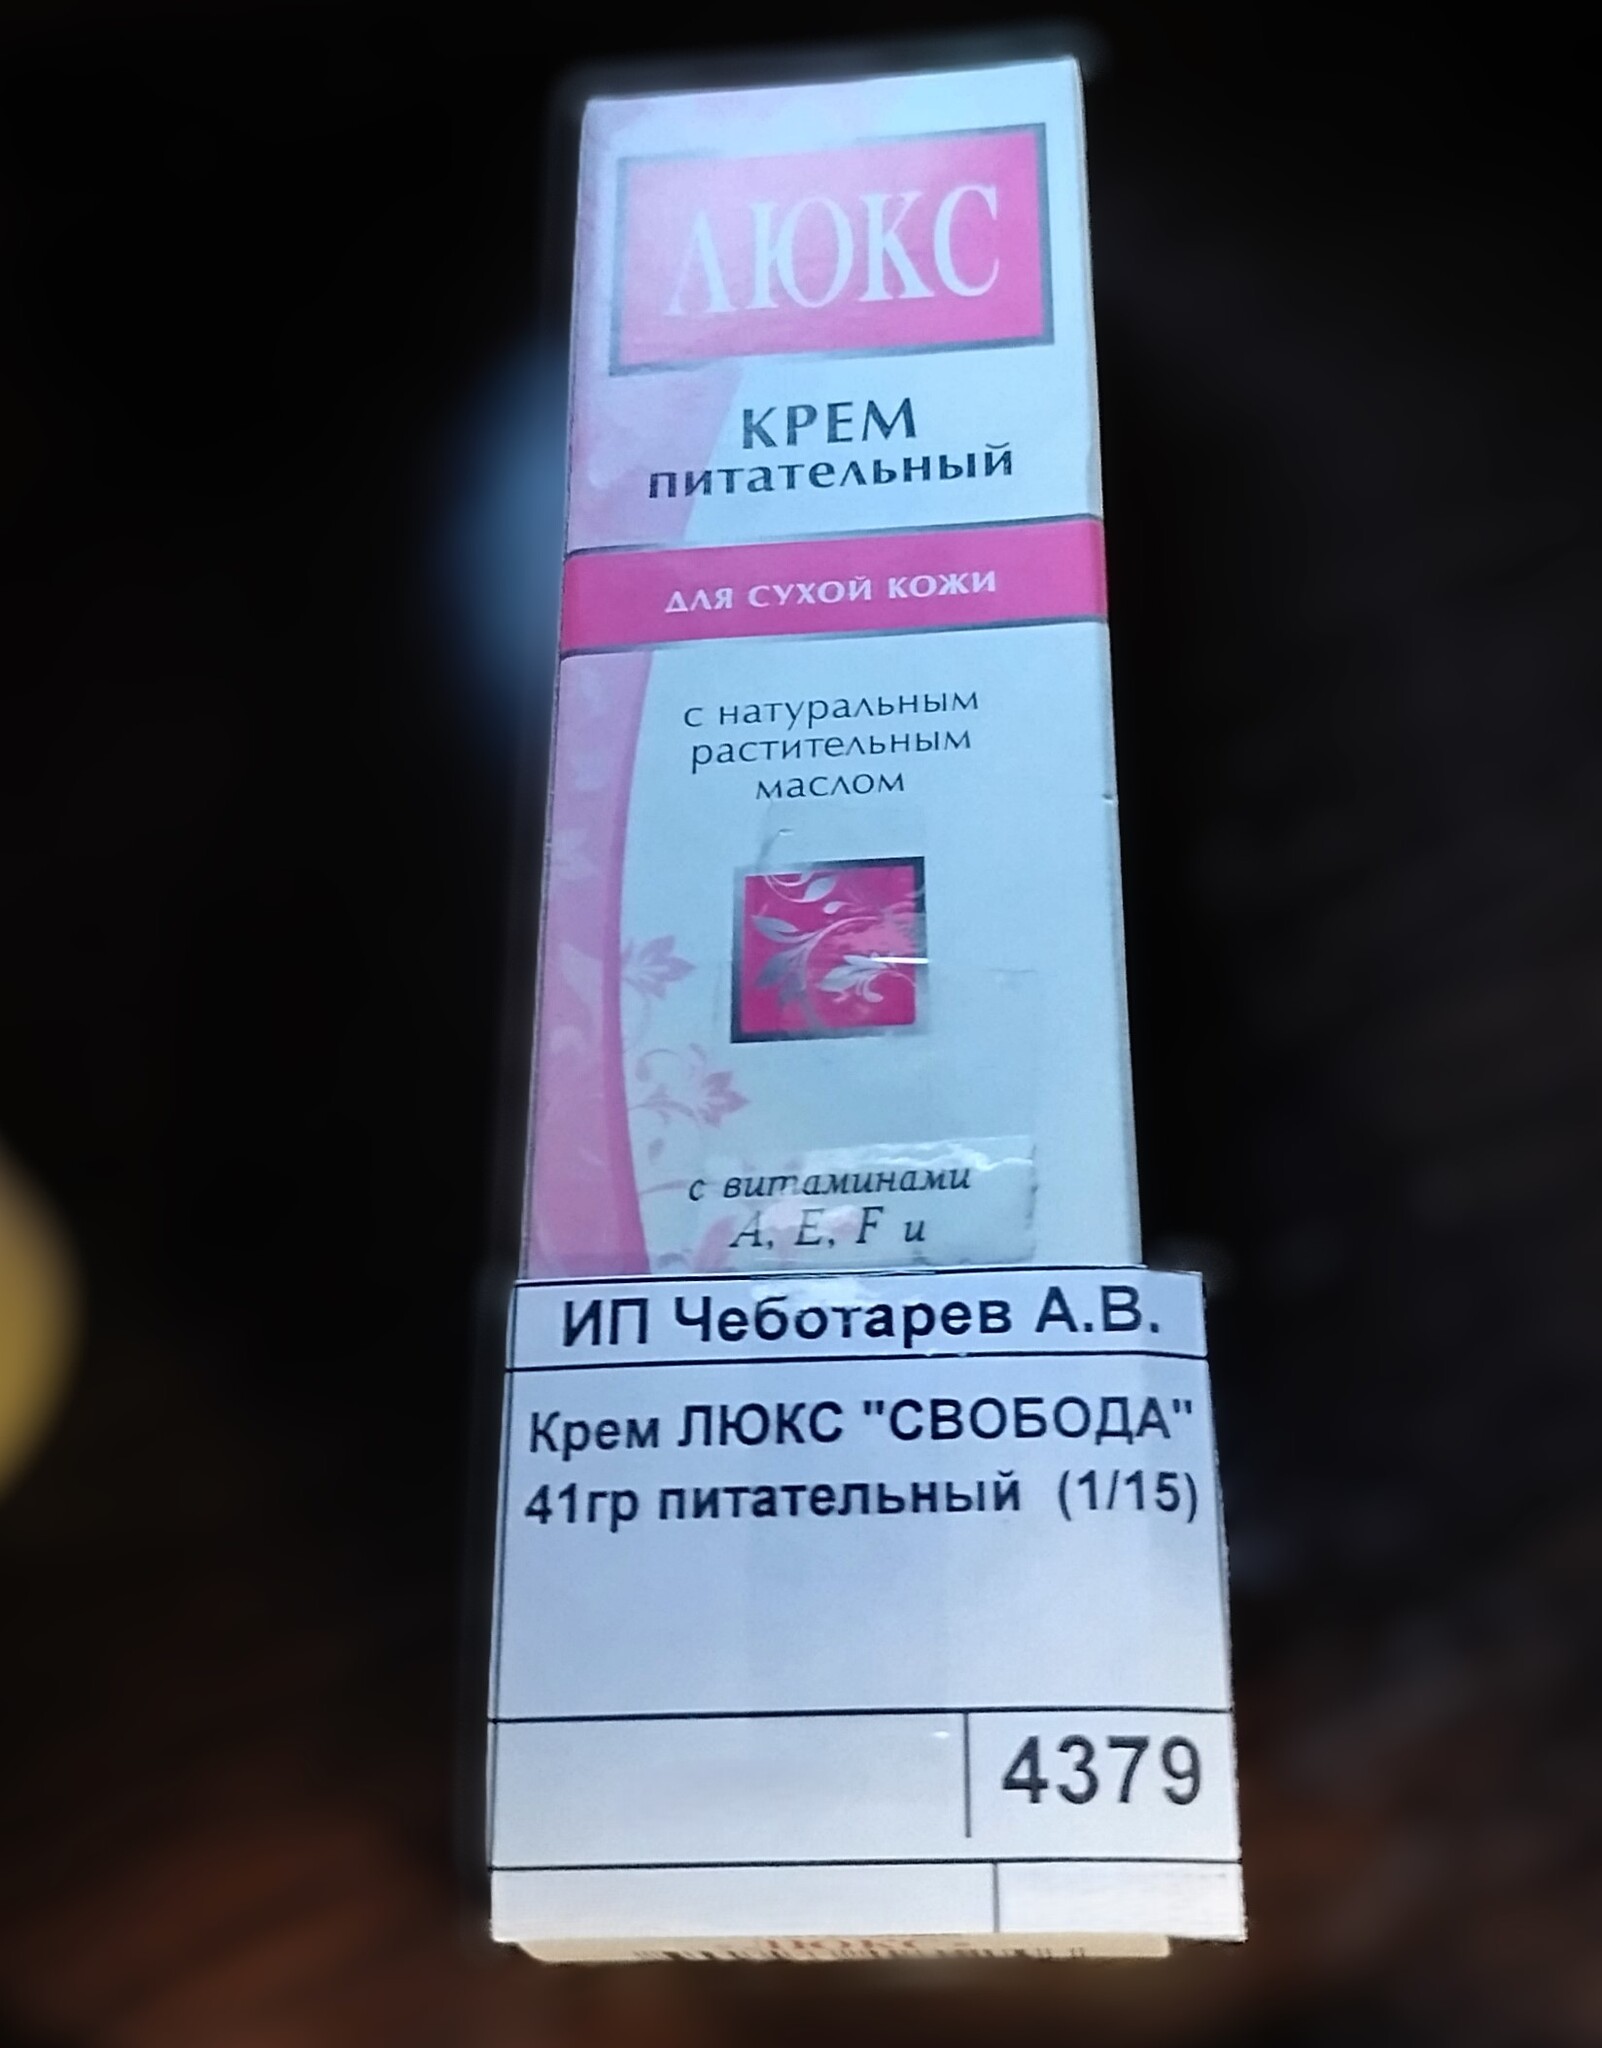 ЛЮКС
КРЕМ
питательный
ДЛЯ СУХОЙ КОЖИ
с натуральным
растительным
маслом
с витаминами
A, E, F и
ИП Чеботарев А.В.
Крем ЛЮКС "СВОБОДА"
41гр питательный (1/15)
4379
ЛЮКС